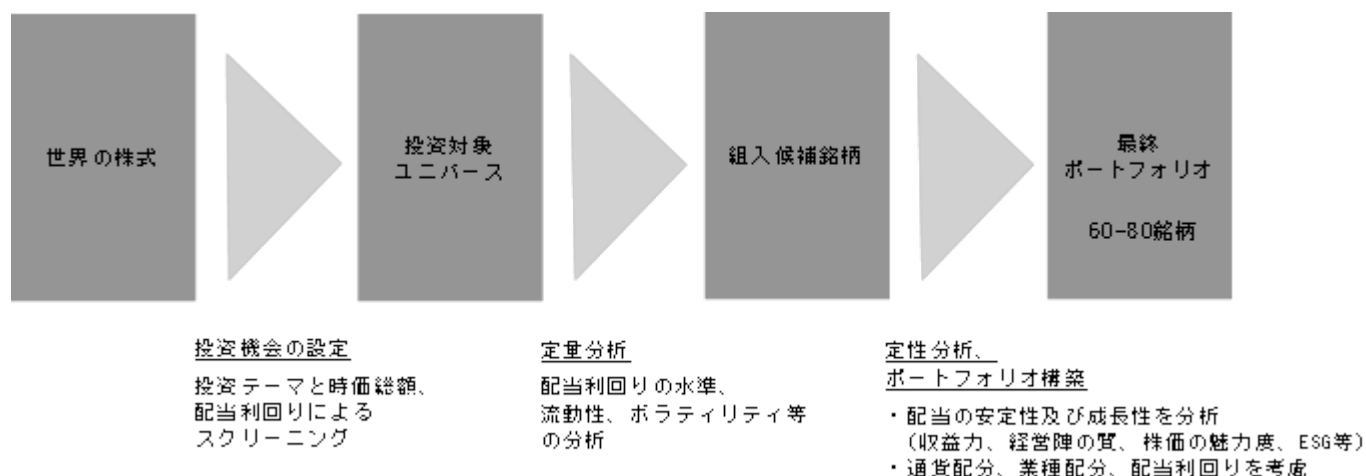 世界の株式
投資対象
ユニバース
組入候補銘柄
最終
ポートフォリオ
60-80銘柄
投資機会の設定
投資テーマと時価総額、
配当利回りによる
スクリーニング
定量分析
配当利回りの水準、
流動性、ボラティリティ等
の分析
定性分析、
ポートフォリオ構築
・配当の安定性及び成長性を分析
（収益力、経営陣の質、株価の魅力度、ESG等）
・通貨配分、業種配分、配当利回りを考慮